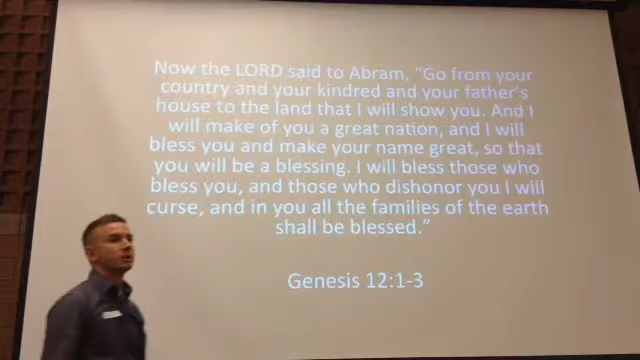 Now the LORD said to Abram, "Go from your
country and your kindred and your father's
house to the land that I will show you. And I
will make of you a great nation, and I will
bless you and make your name great, so that
you will be a blessing. I will bless those who
bless you, and those who dishonor you I will
curse, and in you all the families of the earth
shall be blessed."
Genesis 12:1-3